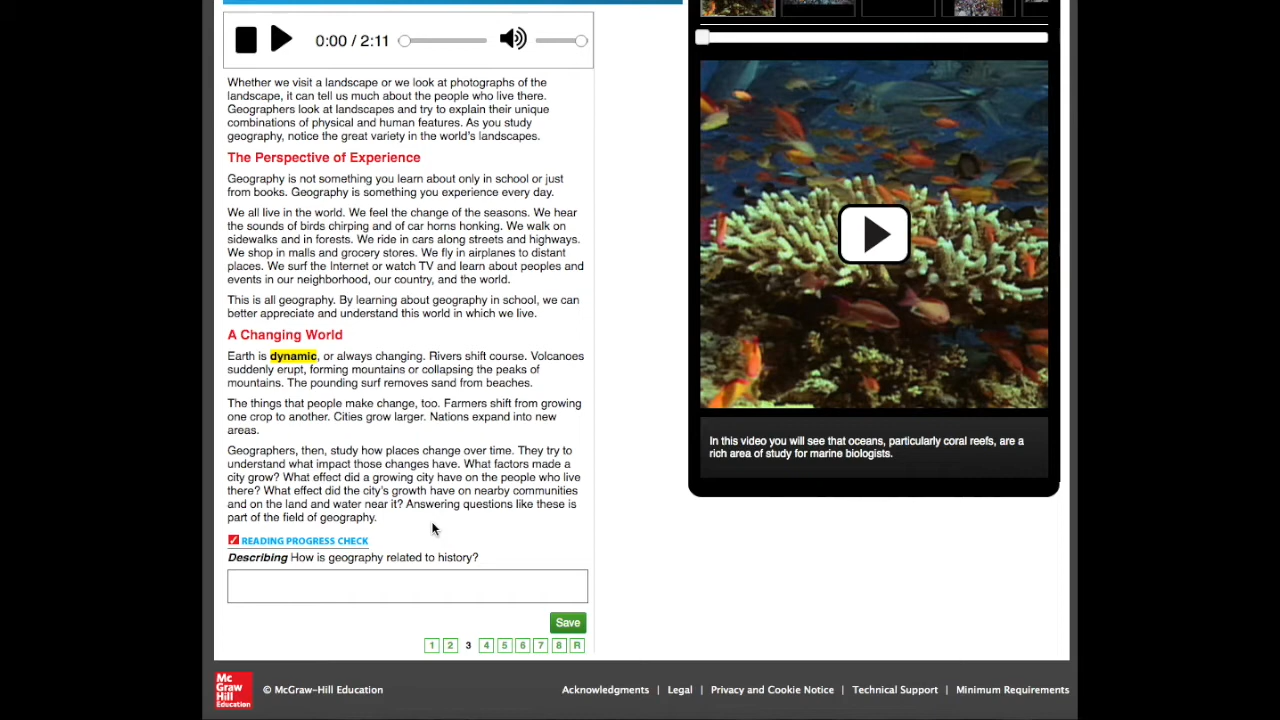 0:00 / 2:11
Whether we visit a landscape or we look at photographs of the
landscape, it can tell us much about the people who live there.
Geographers look at landscapes and try to explain their unique
combinations of physical and human features. As you study
geography, notice the great variety in the world's landscapes.
The Perspective of Experience
Geography is not something you learn about only in school or just
from books. Geography is something you experience every day.
We all live in the world. We feel the change of the seasons. We hear
the sounds of birds chirping and of car horns honking. We walk on
sidewalks and in forests. We ride in cars along streets and highways.
We shop in malls and grocery stores. We fly in airplanes to distant
places. We surf the Internet or watch TV and learn about peoples and
events in our neighborhood, our country, and the world.
This is all geography. By learning about geography in school, we can
better appreciate and understand this world in which we live.
A Changing World
Earth is dynamic, or always changing. Rivers shift course. Volcanoes
suddenly erupt, forming mountains or collapsing the peaks of
mountains. The pounding surf removes sand from beaches.
The things that people make change, too. Farmers shift from growing
one crop to another. Cities grow larger. Nations expand into new
areas.
Geographers, then, study how places change over time. They try to
understand what impact those changes have. What factors made a
city grow? What effect did a growing city have on the people who live
there? What effect did the city's growth have on nearby communities
and on the land and water near it? Answering questions like these is
part of the field of geography.
READING PROGRESS CHECK
Describing How is geography related to history?
Save
1 2 3 4 5 6 7 8 R
In this video you will see that oceans, particularly coral reefs, are a
rich area of study for marine biologists.
Mc
Graw
Hill
Education
© McGraw-Hill Education
Acknowledgments | Legal | Privacy and Cookie Notice | Technical Support | Minimum Requirements